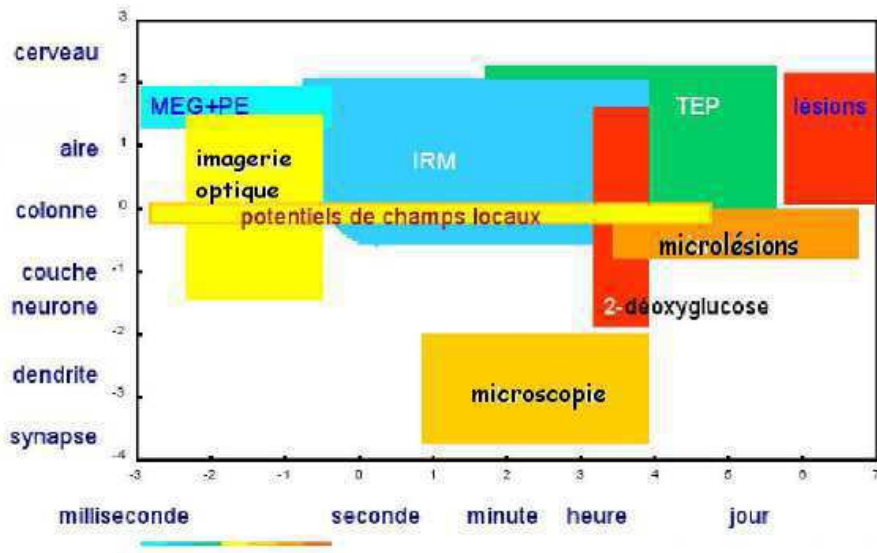 3
cerveau
2
MEG+PE
TEP
lésions
aire
1
imagerie
optique
IRM
colonne
0
potentiels de champs locaux
microlésions
couche
-1
neurone
2-déoxyglucose
-2
dendrite
microscopie
-3
synapse
-4
-3 -2 -1 0 1 2 3 4 5 6 7
milliseconde seconde minute heure jour